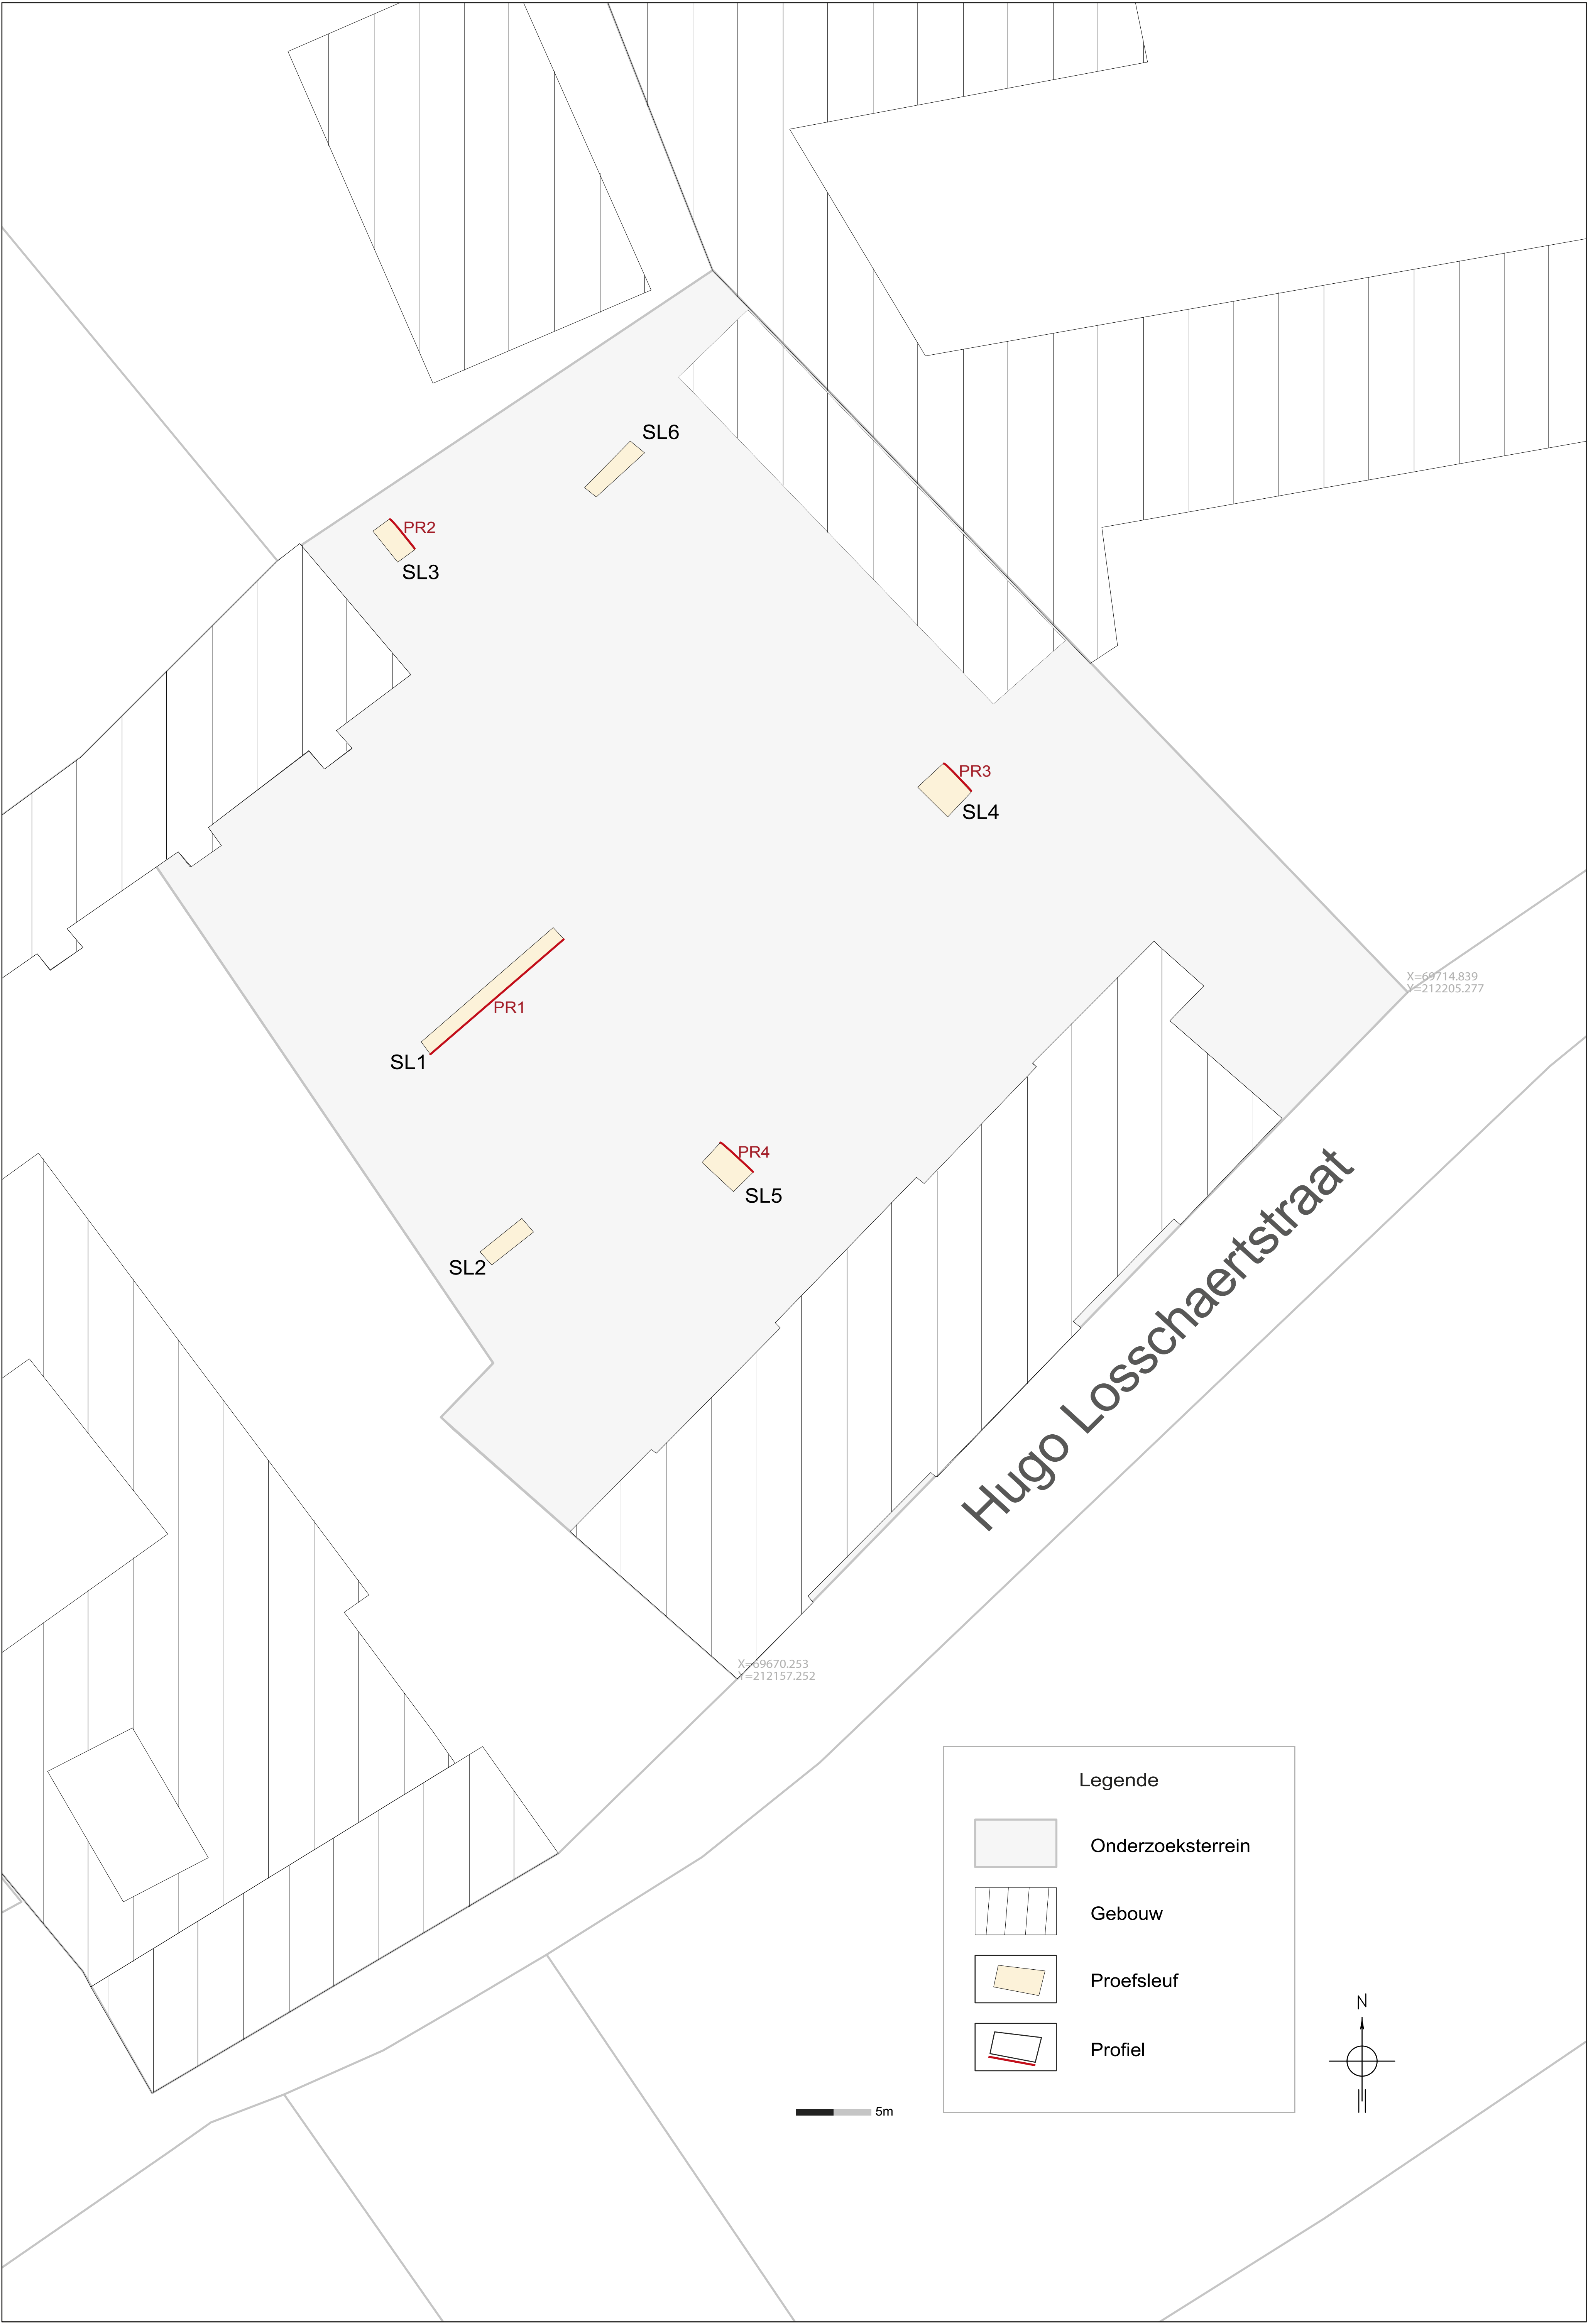 SL6
PR2
SL3
PR3
SL4
X=69714.839
Y=212205.277
PR1
SL1
PR4
SL5
SL2
Hugo Losschaertstraat
X=69670.253
Y=212157.252
Legende
Onderzoeksterrein
Gebouw
Proefsleuf
Profiel
N
5m